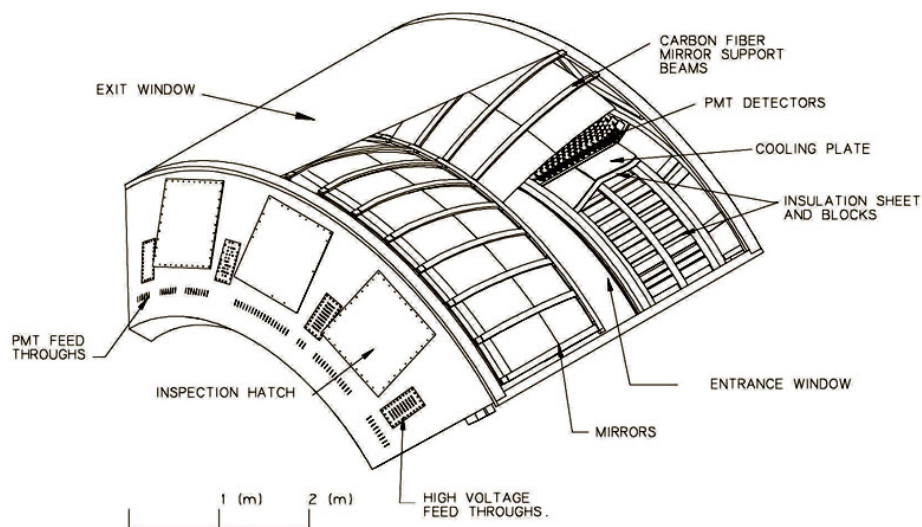 CARBON FIBER
MIRROR SUPPORT
BEAMS
EXIT WINDOW
PMT DETECTORS
COOLING PLATE
INSULATION SHEET
AND BLOCKS
PMT FEED
THROUGHS
INSPECTION HATCH
ENTRANCE WINDOW
MIRRORS
1 (m)
2 (m)
HIGH VOLTAGE
FEED THROUGHS.